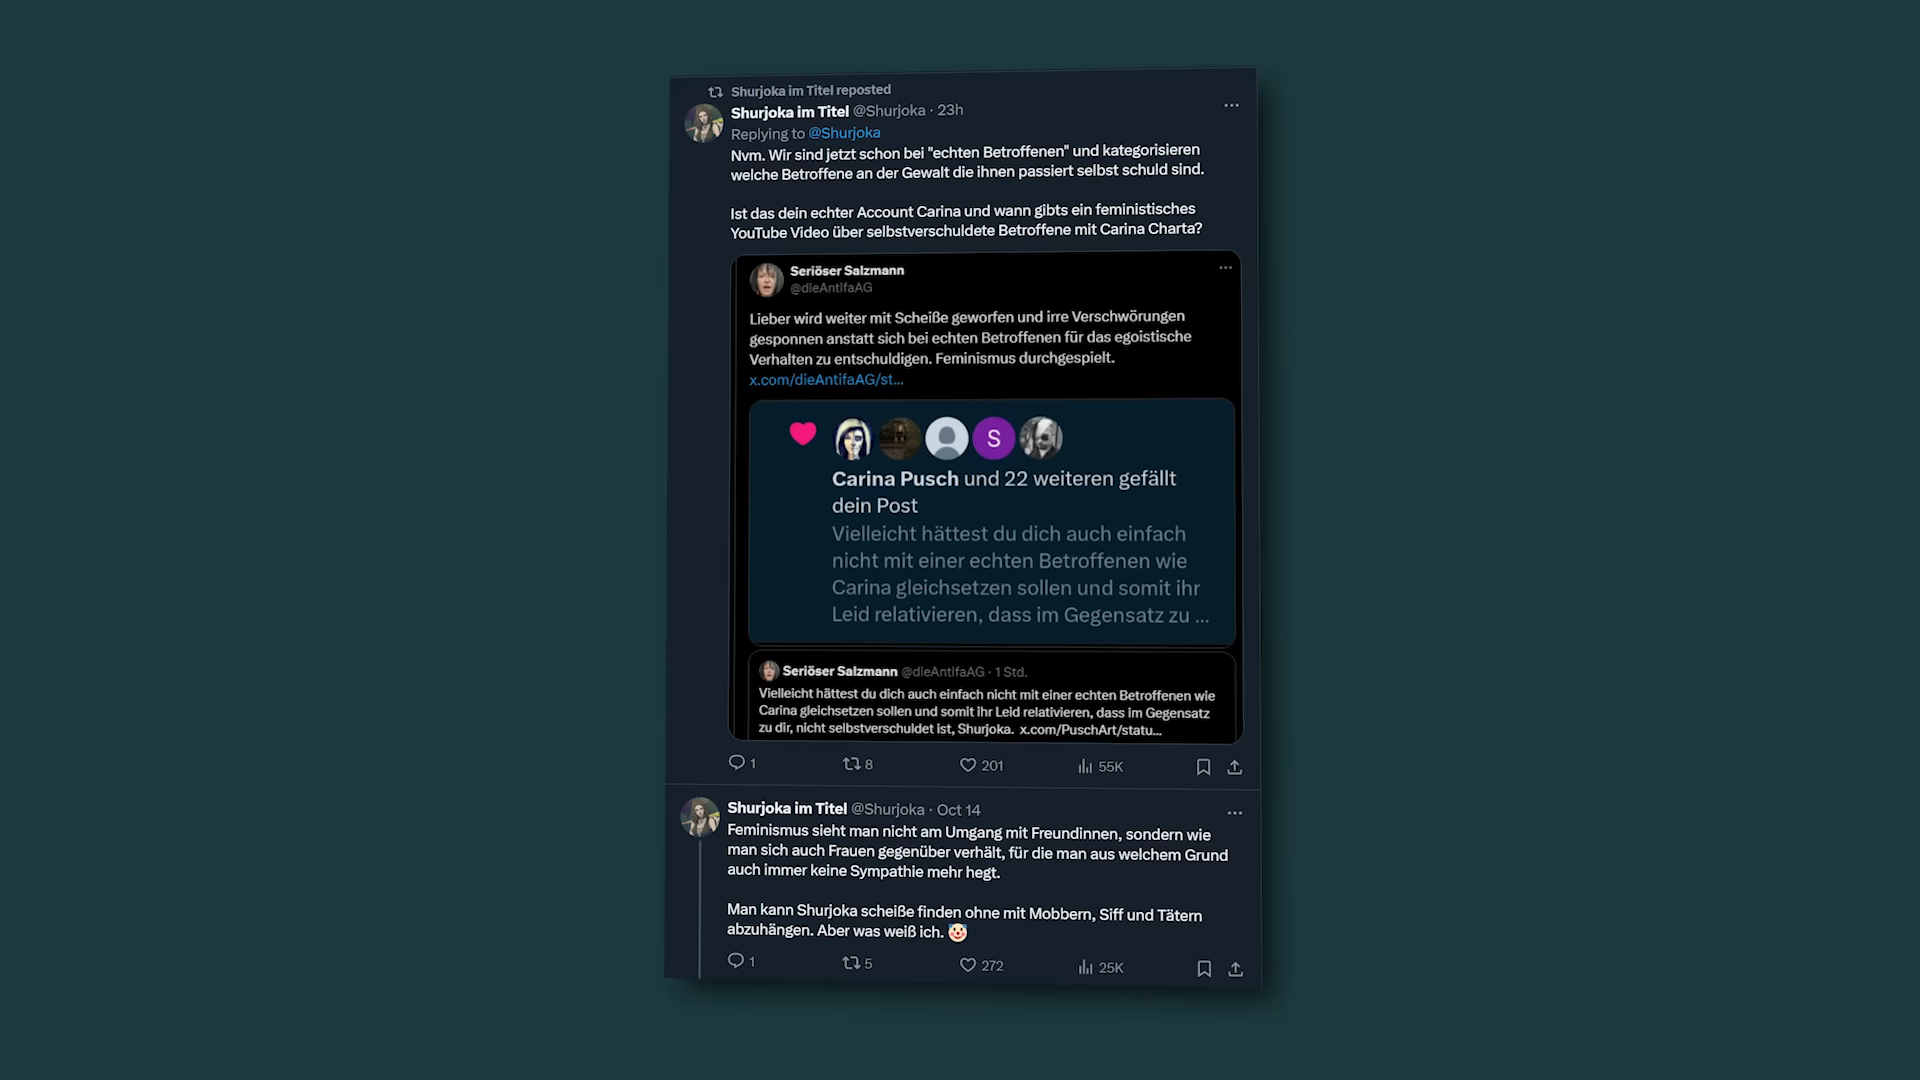 Shurjoka im Titel reposted
Shurjoka im Titel @Shurjoka · 23h
Replying to @Shurjoka
Nvm. Wir sind jetzt schon bei "echten Betroffenen" und kategorisieren
welche Betroffene an der Gewalt die ihnen passiert selbst schuld sind.
Ist das dein echter Account Carina und wann gibts ein feministisches
YouTube Video über selbstverschuldete Betroffene mit Carina Charta?
Seriöser Salzmann
@dieAntifaAG
Lieber wird weiter mit Scheiße geworfen und irre Verschwörungen
gesponnen anstatt sich bei echten Betroffenen für das egoistische
Verhalten zu entschuldigen. Feminismus durchgespielt.
x.com/dieAntifaAG/st...
S
Carina Pusch und 22 weiteren gefällt
dein Post
Vielleicht hättest du dich auch einfach
nicht mit einer echten Betroffenen wie
Carina gleichsetzen sollen und somit ihr
Leid relativieren, dass im Gegensatz zu ...
Seriöser Salzmann @dieAntifaAG · 1 Std.
Vielleicht hättest du dich auch einfach nicht mit einer echten Betroffenen wie
Carina gleichsetzen sollen und somit ihr Leid relativieren, dass im Gegensatz
zu dir, nicht selbstverschuldet ist, Shurjoka. x.com/PuschArt/statu...
1 8 201 55K
Shurjoka im Titel @Shurjoka · Oct 14
Feminismus sieht man nicht am Umgang mit Freundinnen, sondern wie
man sich auch Frauen gegenüber verhält, für die man aus welchem Grund
auch immer keine Sympathie mehr hegt.
Man kann Shurjoka scheiße finden ohne mit Mobbern, Siff und Tätern
abzuhängen. Aber was weiß ich. 🤡
1 5 272 25K